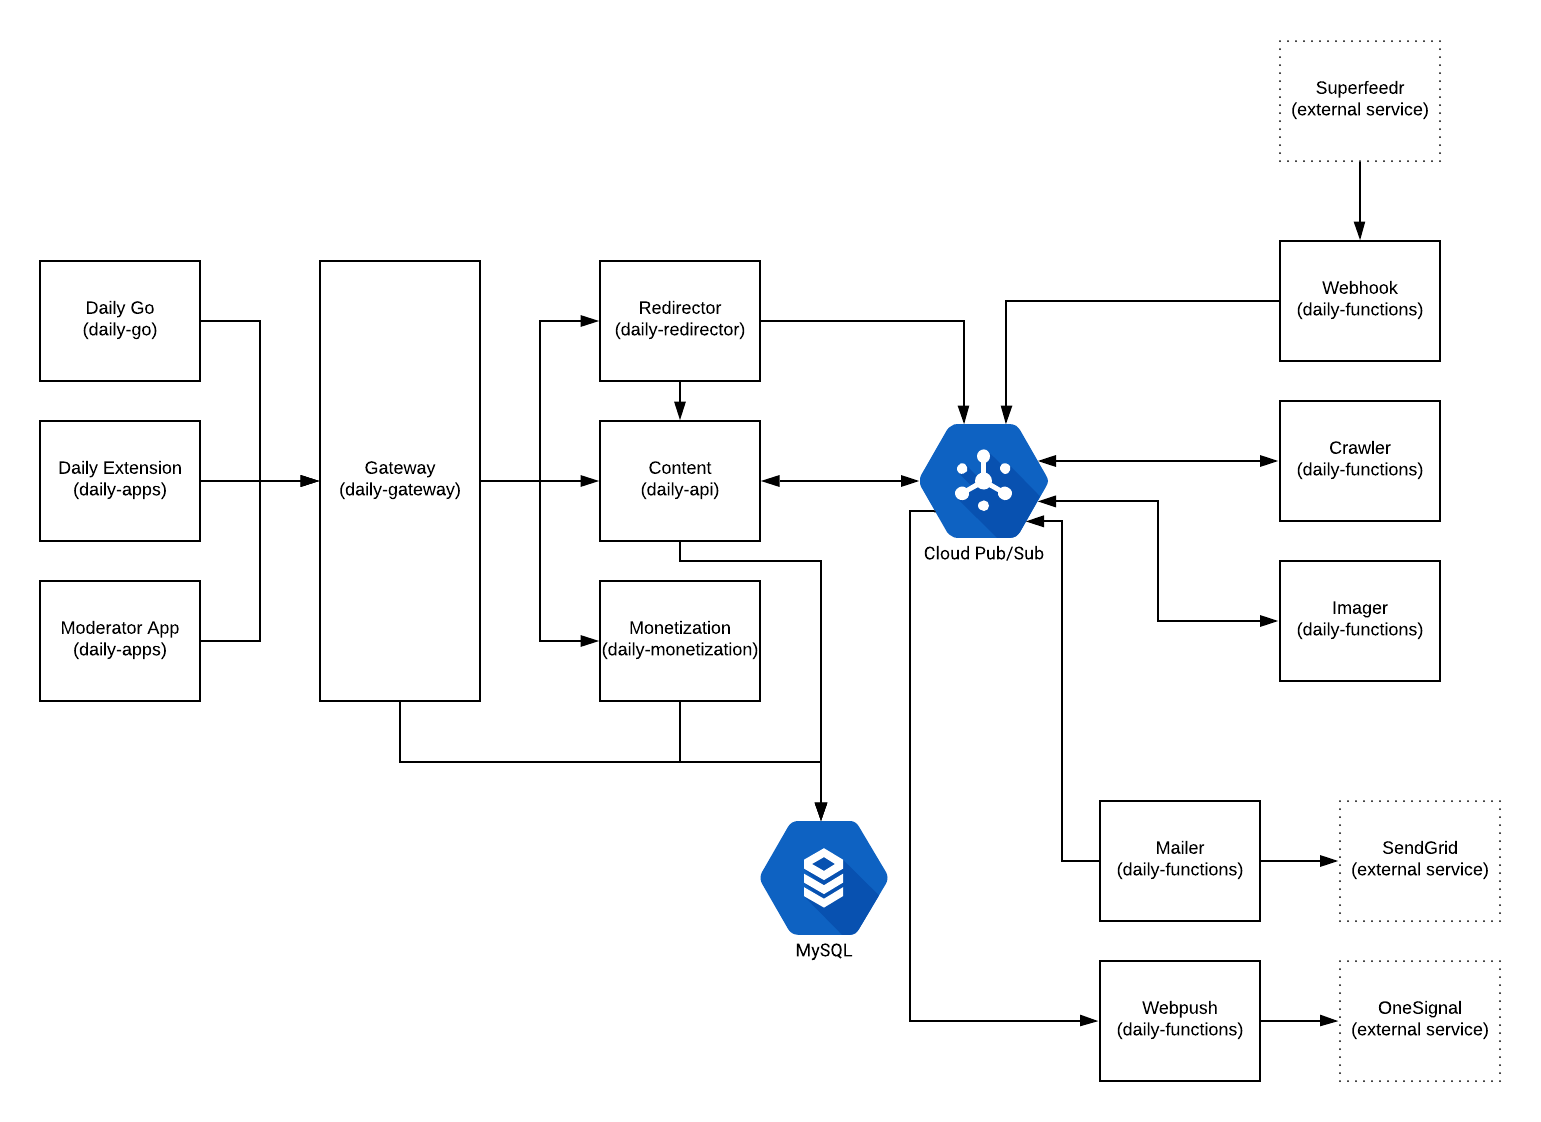 Superfeedr
(external service)
Daily Go
(daily-go)
Redirector
(daily-redirector)
Webhook
(daily-functions)
Daily Extension
(daily-apps)
Gateway
(daily-gateway)
Content
(daily-api)
Cloud Pub/Sub
Crawler
(daily-functions)
Moderator App
(daily-apps)
Monetization
(daily-monetization)
Imager
(daily-functions)
MySQL
Mailer
(daily-functions)
SendGrid
(external service)
Webpush
(daily-functions)
OneSignal
(external service)